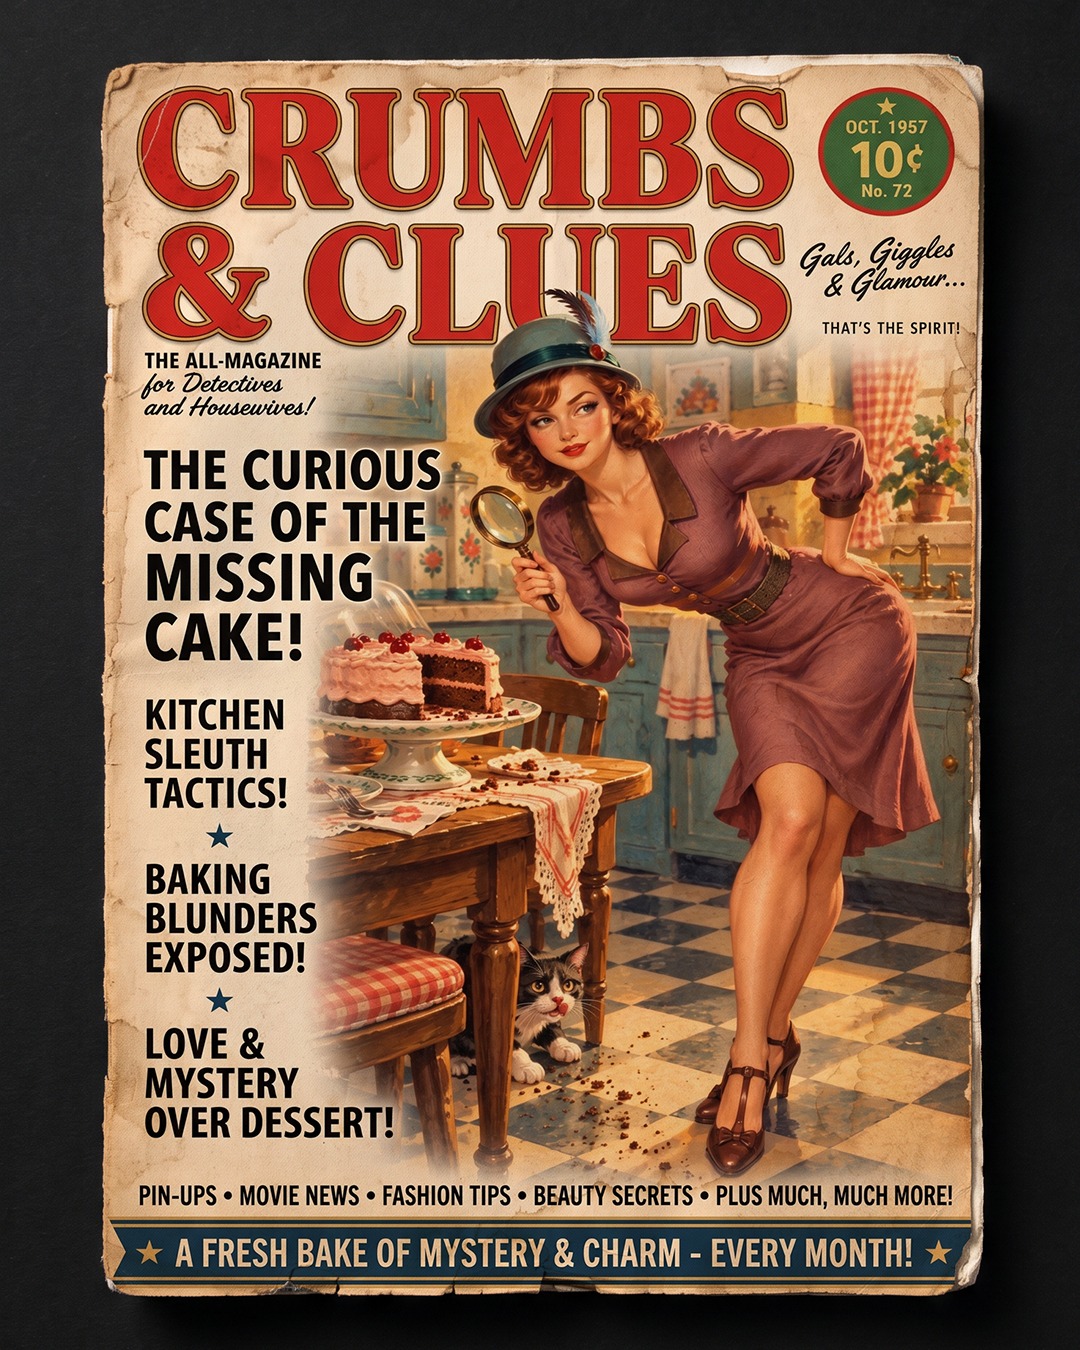 CRUMBS
& CLUES
★
OCT. 1957
10¢
No. 72
Gals, Giggles
& Glamour...
THAT'S THE SPIRIT!
THE ALL-MAGAZINE
for Detectives
and Housewives!
THE CURIOUS
CASE OF THE
MISSING
CAKE!
KITCHEN
SLEUTH
TACTICS!
★
BAKING
BLUNDERS
EXPOSED!
★
LOVE &
MYSTERY
OVER DESSERT!
PIN-UPS • MOVIE NEWS • FASHION TIPS • BEAUTY SECRETS • PLUS MUCH, MUCH MORE!
★ A FRESH BAKE OF MYSTERY & CHARM - EVERY MONTH! ★